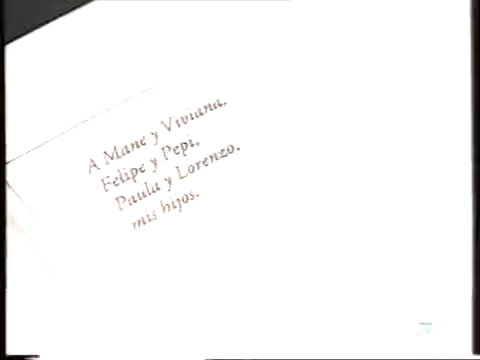 A Mane y Viviana,
Felipe y Pepi,
Paula y Lorenzo,
mis hijos.